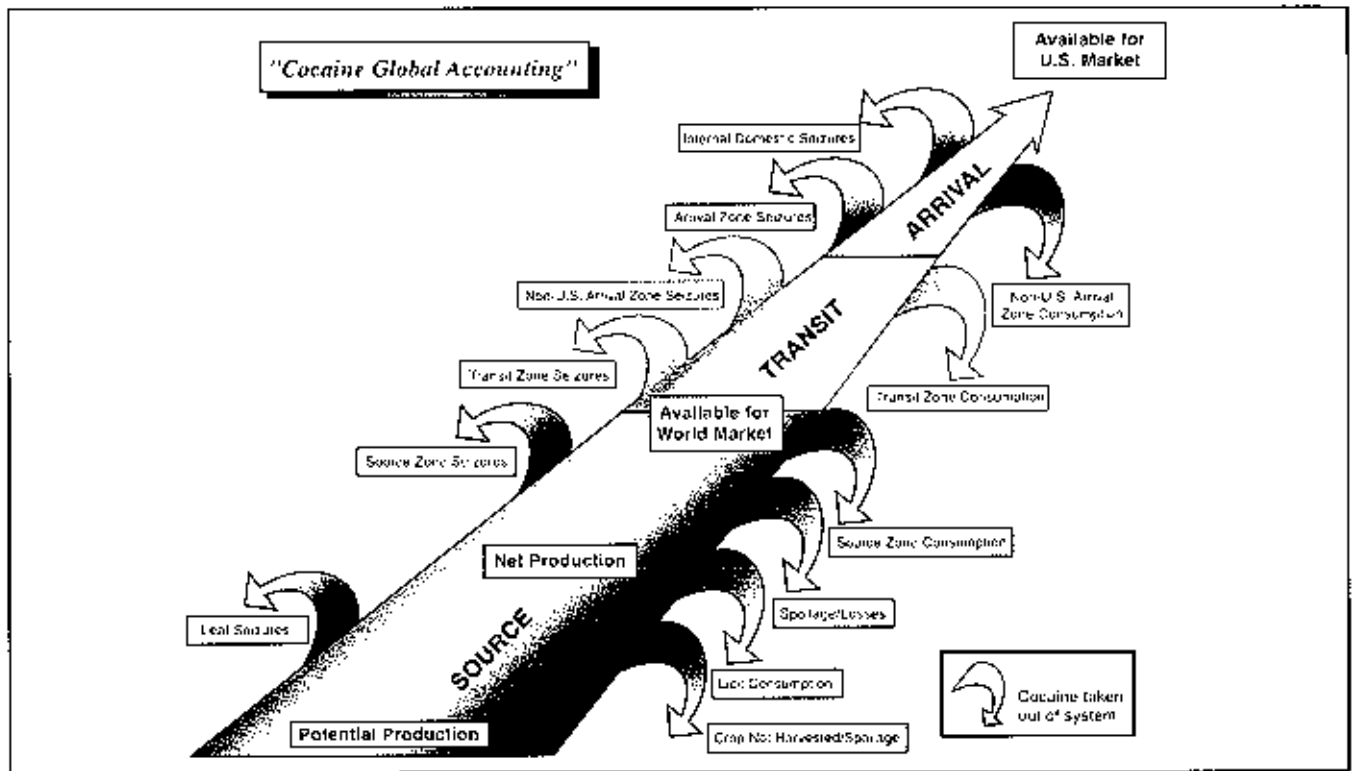 "Cocaine Global Accounting"
Available for
U.S. Market
Internal Domestic Seizures
Arrival Zone Seizures
ARRIVAL
Non-U.S. Arrival Zone Seizures
Non-U.S. Arrival
Zone Consumption
TRANSIT
Transit Zone Seizures
Transit Zone Consumption
Available for
World Market
Source Zone Seizures
Source Zone Consumption
Net Production
Spoilage/Losses
Leaf Seizures
SOURCE
Consumption
Cocaine taken
out of system
Potential Production
Crop Not Harvested/Spoilage